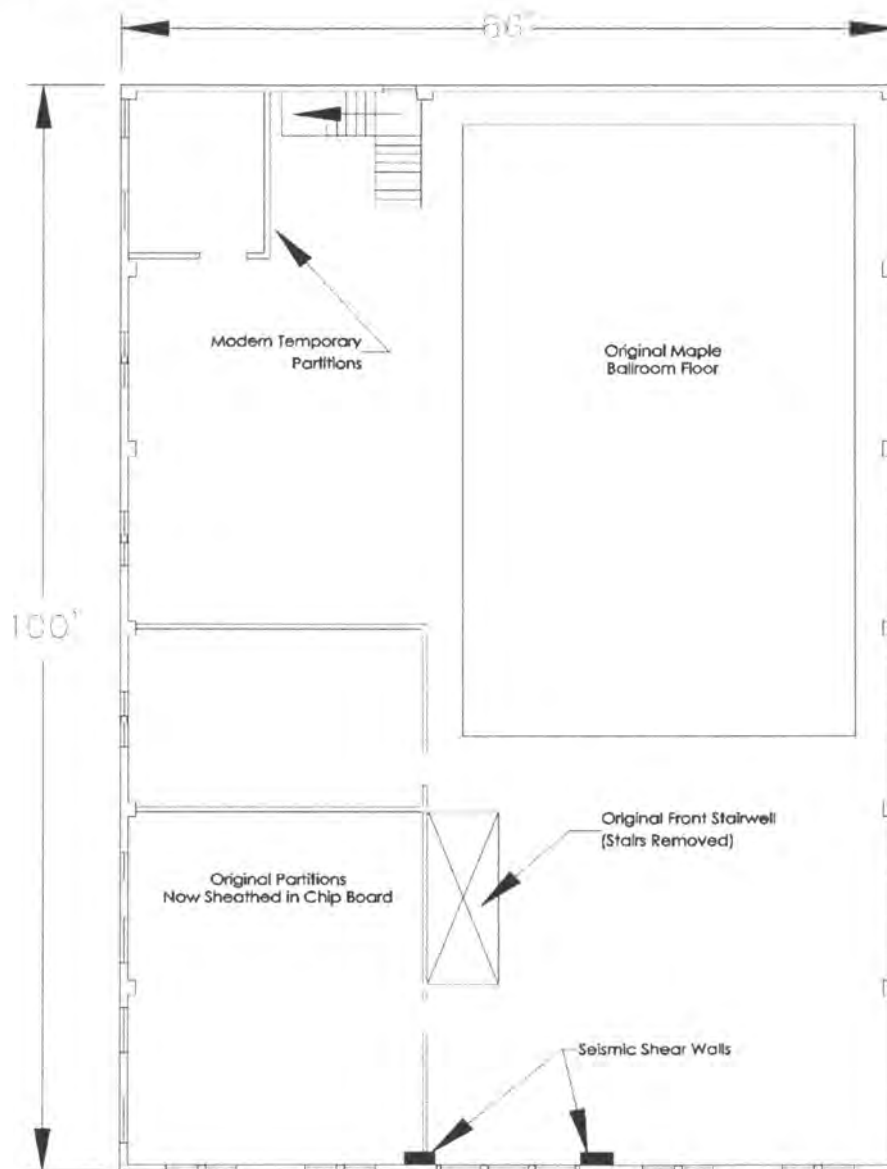 66'
Modern Temporary
Partitions
Original Maple
Ballroom Floor
100'
Original Front Stairwell
(Stairs Removed)
Original Partitions
Now Sheathed in Chip Board
Seismic Shear Walls